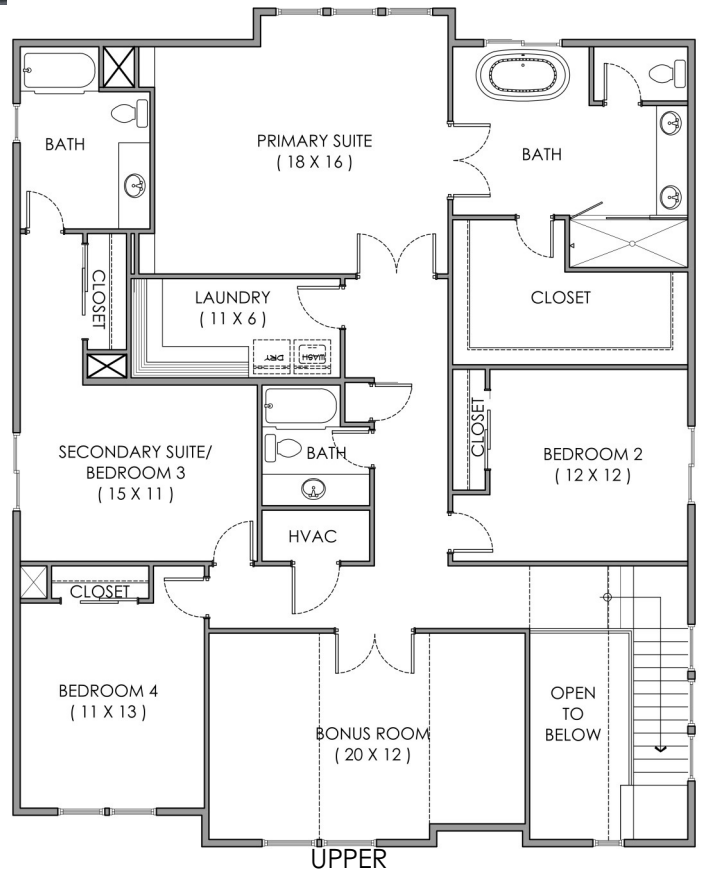 PRIMARY SUITE
( 18 X 16 )
BATH
BATH
CLOSET
LAUNDRY
( 11 X 6 )
CLOSET
DRY
WASH
CLOSET
SECONDARY SUITE/
BEDROOM 3
( 15 X 11 )
BATH
BEDROOM 2
( 12 X 12 )
HVAC
CLOSET
BEDROOM 4
( 11 X 13 )
OPEN
TO
BELOW
BONUS ROOM
( 20 X 12 )
UPPER